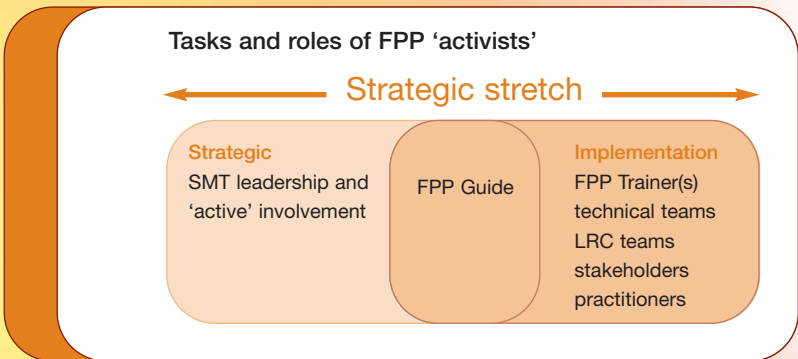 Tasks and roles of FPP ‘activists’
Strategic stretch
Strategic
SMT leadership and
‘active’ involvement
FPP Guide
Implementation
FPP Trainer(s)
technical teams
LRC teams
stakeholders
practitioners